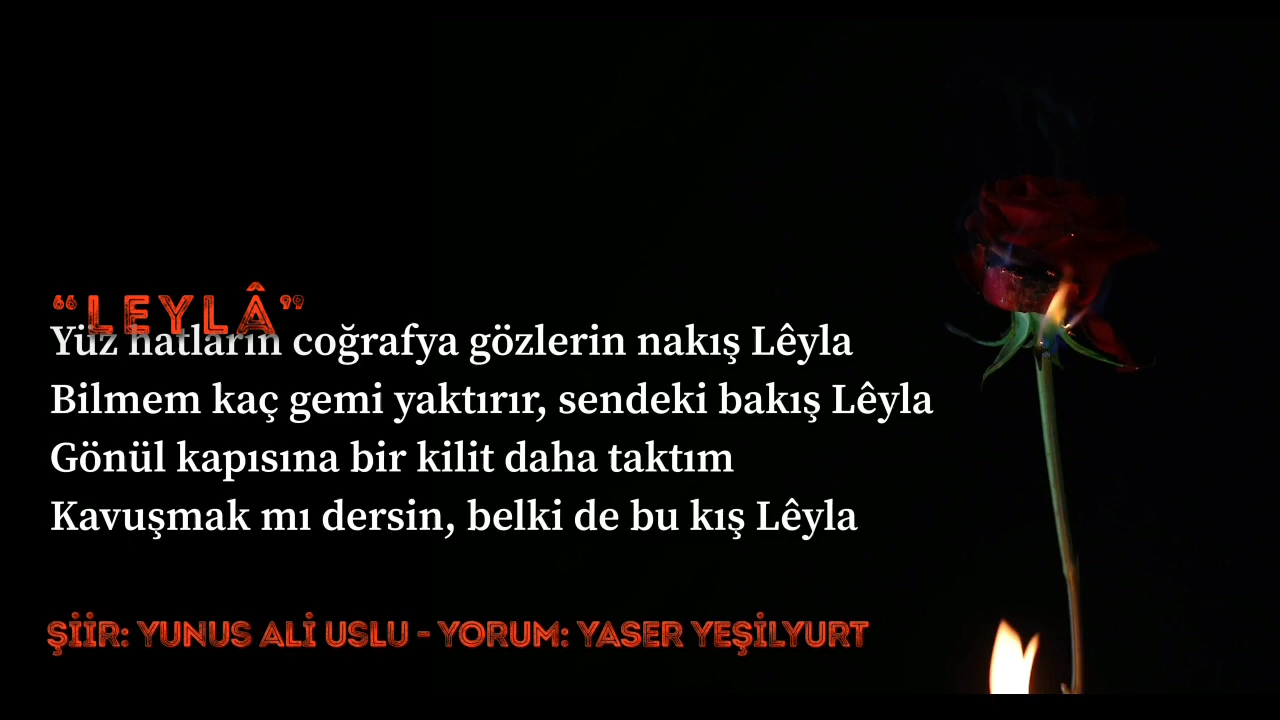 “LEYLÔ
Yüz hatların coğrafya gözlerin nakış Lêyla
Bilmem kaç gemi yaktırır, sendeki bakış Lêyla
Gönül kapısına bir kilit daha taktım
Kavuşmak mı dersin, belki de bu kış Lêyla
ŞİİR: YUNUS ALİ USLU - YORUM: YASER YEŞİLYURT